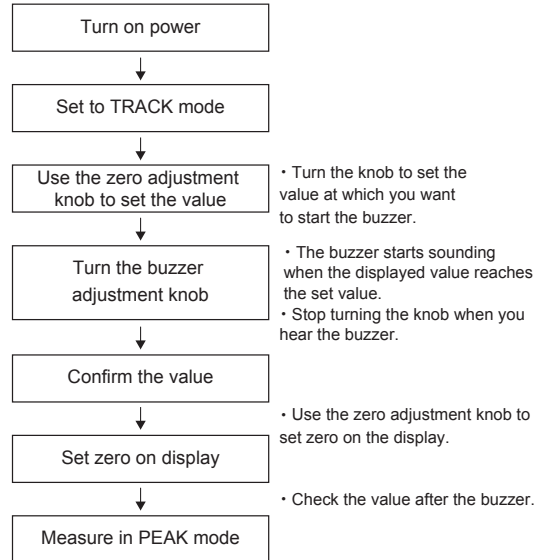 Turn on power
Set to TRACK mode
Use the zero adjustment
knob to set the value
・Turn the knob to set the
value at which you want
to start the buzzer.
Turn the buzzer
adjustment knob
・The buzzer starts sounding
when the displayed value reaches
the set value.
・Stop turning the knob when you
hear the buzzer.
Confirm the value
・Use the zero adjustment knob to
set zero on the display.
Set zero on display
・Check the value after the buzzer.
Measure in PEAK mode